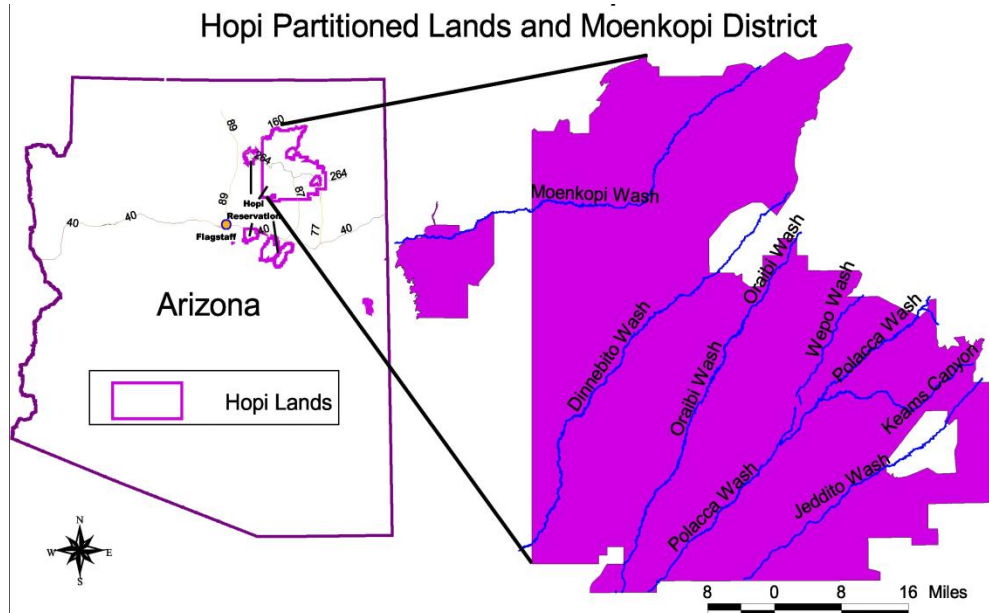 Hopi Partitioned Lands and Moenkopi District
89
160
264
264
87
89
Hopi
Reservation
40
40
Flagstaff
40
77
40
Arizona
Hopi Lands
N
W E
S
Moenkopi Wash
Dinnebito Wash
Oraibi Wash
Oraibi Wash
Wepo Wash
Polacca Wash
Keams Canyon
Polacca Wash
Jeddito Wash
8 0 8 16 Miles